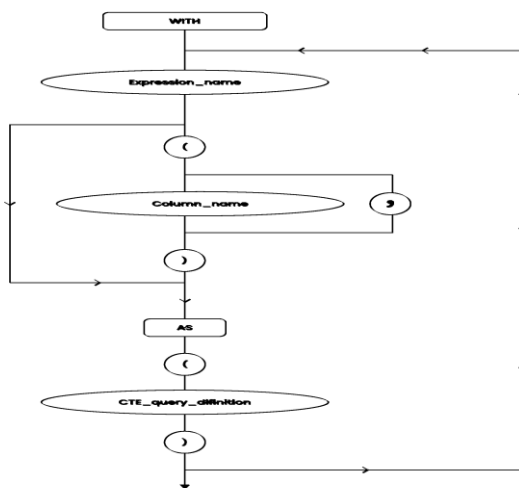 WITH
Expression_name
(
Column_name
,
)
AS
(
CTE_query_difinition
)